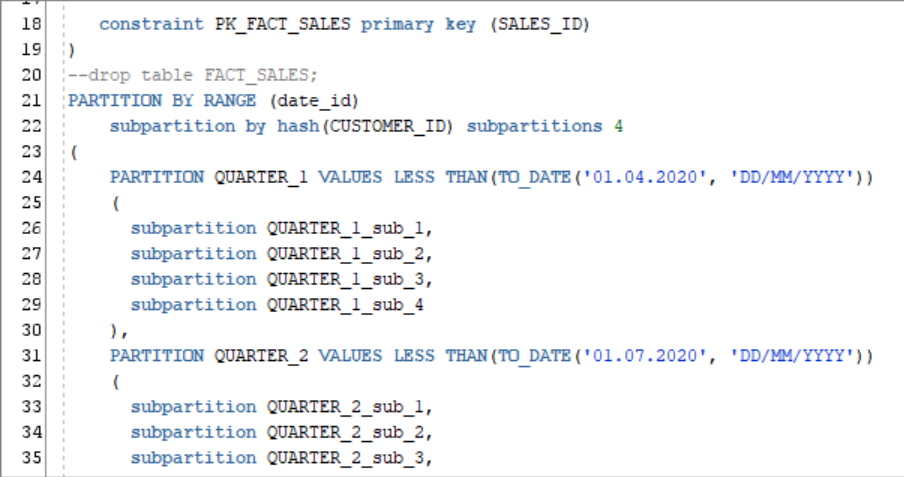 18 constraint PK_FACT_SALES primary key (SALES_ID)
19 )
20 --drop table FACT_SALES;
21 PARTITION BY RANGE (date_id)
22 subpartition by hash(CUSTOMER_ID) subpartitions 4
23 (
24 PARTITION QUARTER_1 VALUES LESS THAN(TO_DATE('01.04.2020', 'DD/MM/YYYY'))
25 (
26 subpartition QUARTER_1_sub_1,
27 subpartition QUARTER_1_sub_2,
28 subpartition QUARTER_1_sub_3,
29 subpartition QUARTER_1_sub_4
30 ),
31 PARTITION QUARTER_2 VALUES LESS THAN(TO_DATE('01.07.2020', 'DD/MM/YYYY'))
32 (
33 subpartition QUARTER_2_sub_1,
34 subpartition QUARTER_2_sub_2,
35 subpartition QUARTER_2_sub_3,